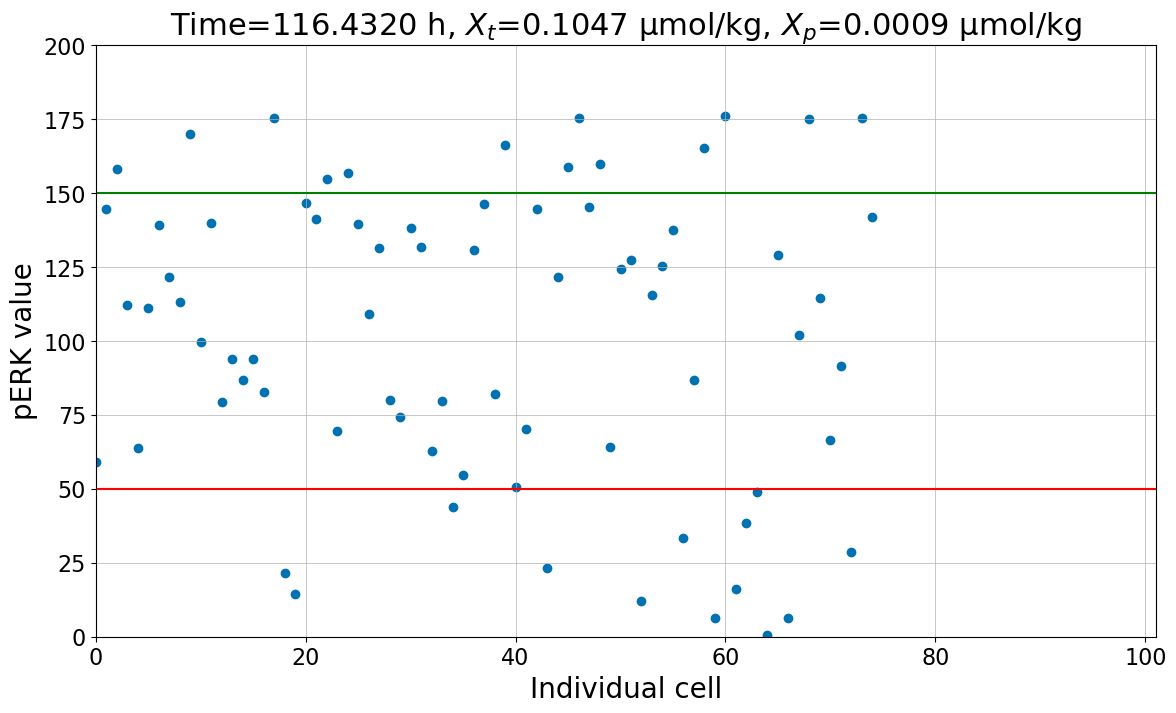 Time=116.4320 h, Xₜ=0.1047 μmol/kg, Xₚ=0.0009 μmol/kg
200
175
150
125
100
75
50
25
0
pERK value
0 20 40 60 80 100
Individual cell